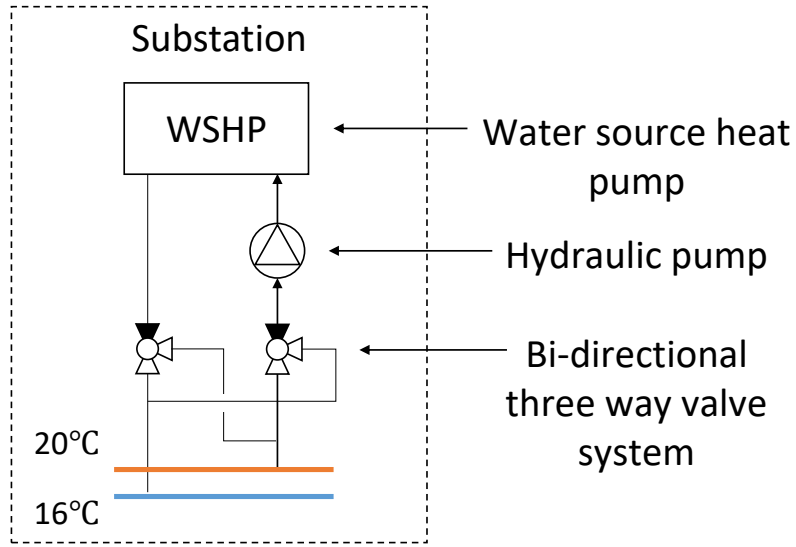 Substation
WSHP
Water source heat
pump
Hydraulic pump
Bi-directional
three way valve
system
20℃
16℃